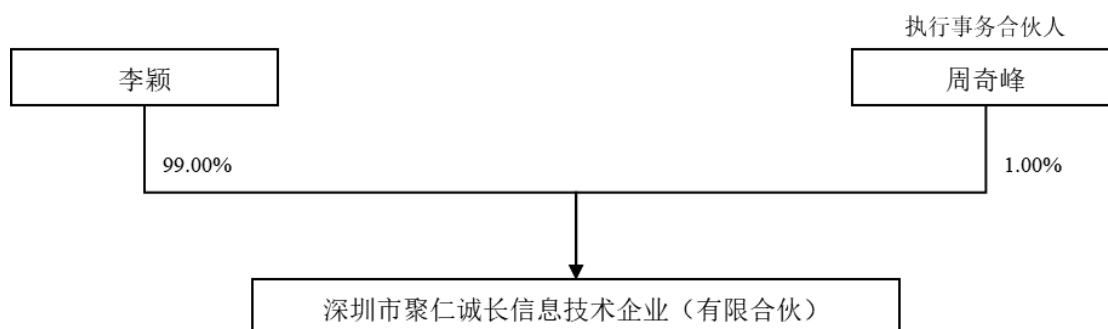 执行事务合伙人
李颖
周奇峰
99.00%
1.00%
深圳市聚仁诚长信息技术企业（有限合伙）